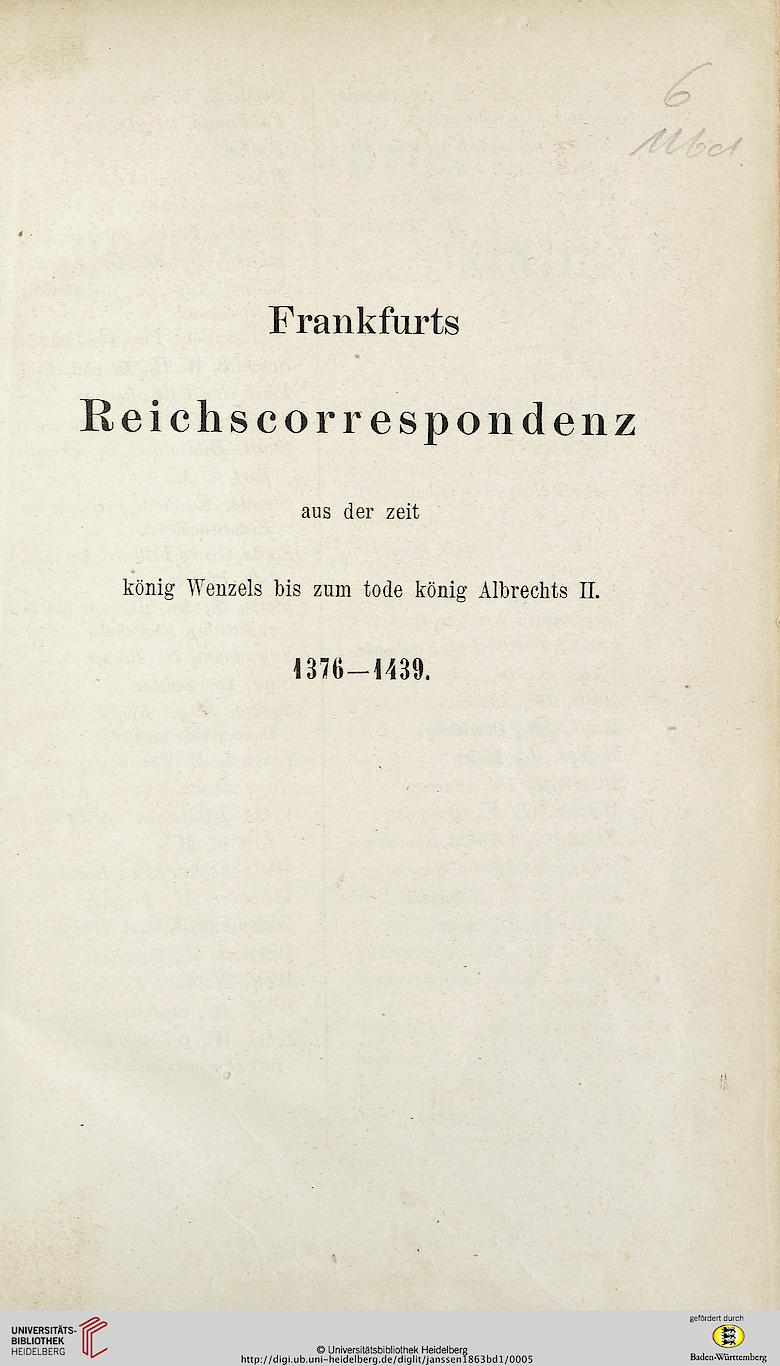 6
Frankfurts
Reichscorrespondenz
aus der zeit
könig Wenzels bis zum tode könig Albrechts II.
1376—1439.
UNIVERSITÄTS-
BIBLIOTHEK
HEIDELBERG
© Universitätsbibliothek Heidelberg
http://digi.ub.uni-heidelberg.de/diglit/janssen1863bd1/0005
gefördert durch
Baden-Württemberg